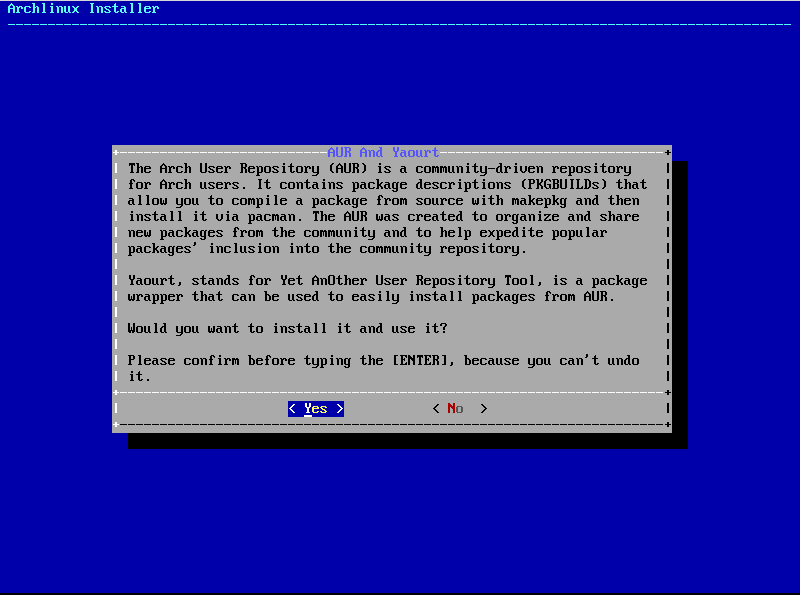 Archlinux Installer
AUR And Yaourt
The Arch User Repository (AUR) is a community-driven repository
for Arch users. It contains package descriptions (PKGBUILDs) that
allow you to compile a package from source with makepkg and then
install it via pacman. The AUR was created to organize and share
new packages from the community and to help expedite popular
packages' inclusion into the community repository.
Yaourt, stands for Yet AnOther User Repository Tool, is a package
wrapper that can be used to easily install packages from AUR.
Would you want to install it and use it?
Please confirm before typing the [ENTER], because you can't undo
it.
< Yes > < No >